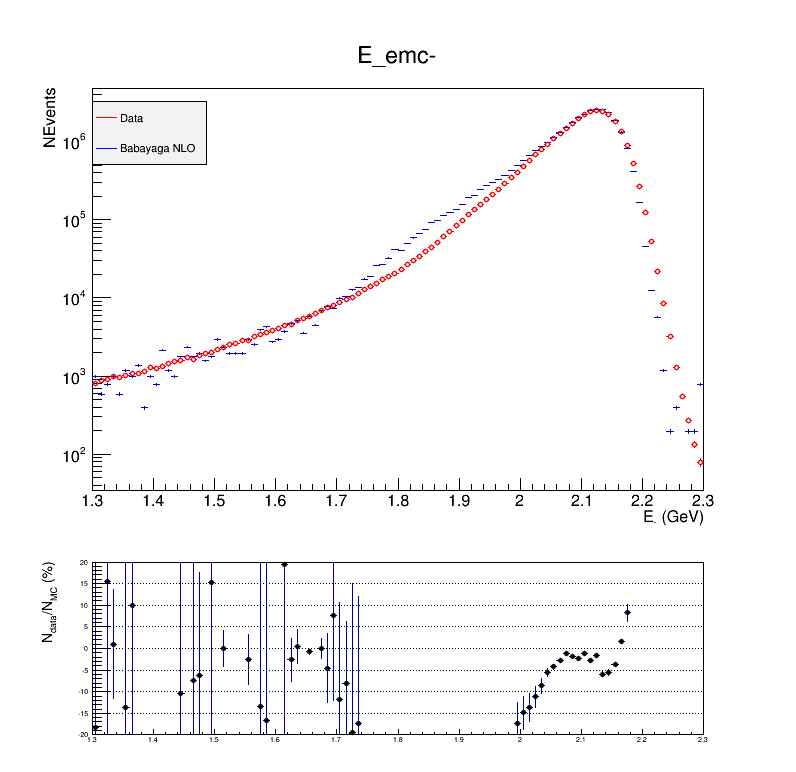 E_emc-
NEvents
Data
Babayaga NLO
10^6
10^5
10^4
10^3
10^2
1.3 1.4 1.5 1.6 1.7 1.8 1.9 2 2.1 2.2 2.3
E_- (GeV)
N_data/N_MC (%)
15
10
5
0
-5
-10
-15
-20
1.3 1.4 1.5 1.6 1.7 1.8 1.9 2 2.1 2.2 2.3